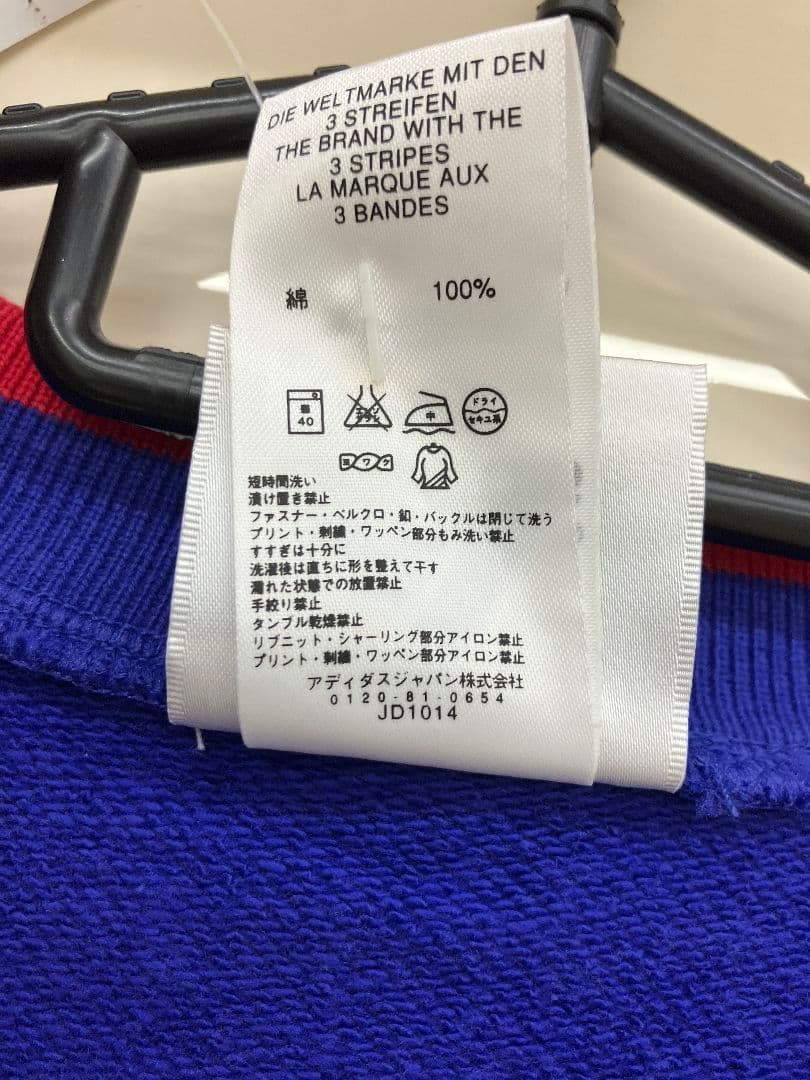 DIE WELTMARKE MIT DEN
3 STREIFEN
THE BRAND WITH THE
3 STRIPES
LA MARQUE AUX
3 BANDES
綿 100%
40
中
ドライ
セキユ系
短時間洗い
漬け置き禁止
ファスナー・ベルクロ・釦・バックルは閉じて洗う
プリント・刺繍・ワッペン部分もみ洗い禁止
すすぎは十分に
洗濯後は直ちに形を整えて干す
濡れた状態での放置禁止
手絞り禁止
タンブル乾燥禁止
リブニット・シャーリング部分アイロン禁止
プリント・刺繍・ワッペン部分アイロン禁止
アディダスジャパン株式会社
0120-81-0654
JD1014